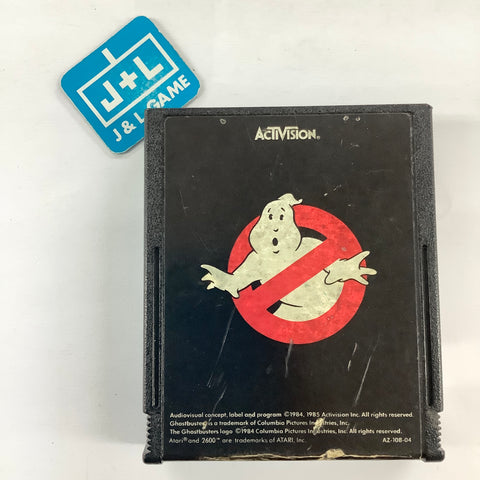 J+L
J & L GAME
ACTIVISION®
Audiovisual concept, label and program ©1984, 1985 Activision Inc. All rights reserved.
Ghostbusters is a trademark of Columbia Pictures Industries, Inc.
The Ghostbusters logo ©1984 Columbia Pictures Industries, Inc. All rights reserved.
Atari® and 2600™ are trademarks of ATARI, Inc.
AZ-108-04